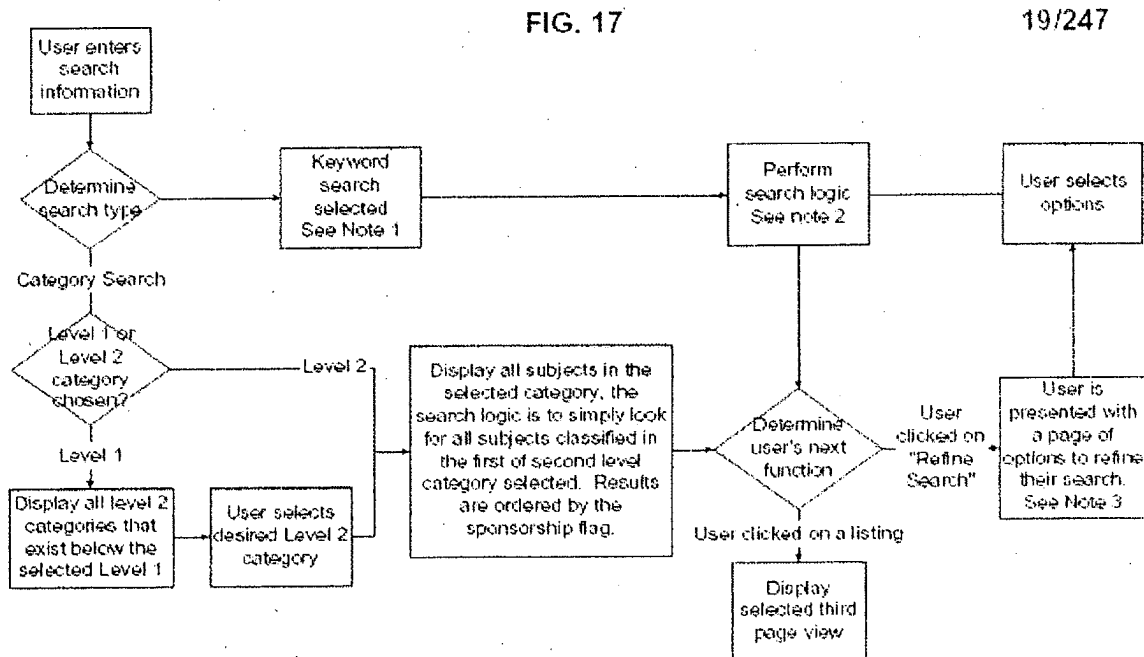 FIG. 17
19/247
User enters
search
information
Determine
search type
Keyword
search
selected
See Note 1
Perform
search logic
See note 2
User selects
options
Category Search
Level 1 or
Level 2
category
chosen?
Level 2
Level 1
Display all level 2
categories that
exist below the
selected Level 1
User selects
desired Level 2
category
Display all subjects in the
selected category, the
search logic is to simply look
for all subjects classified in
the first of second level
category selected. Results
are ordered by the
sponsorship flag.
Determine
user's next
function
User
clicked on
"Refine
Search"
User is
presented with
a page of
options to refine
their search.
See Note 3
User clicked on a listing
Display
selected third
page view